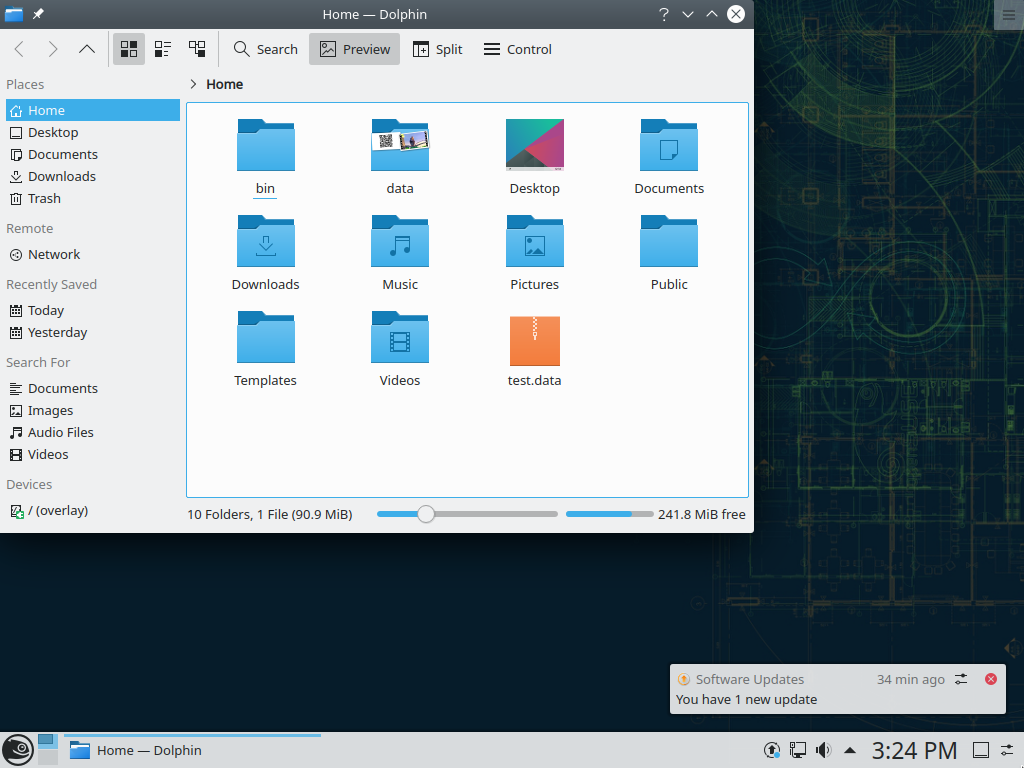 Home — Dolphin
Search
Preview
Split
Control
Places
Home
Desktop
Documents
Downloads
Trash
Remote
Network
Recently Saved
Today
Yesterday
Search For
Documents
Images
Audio Files
Videos
Devices
/ (overlay)
Home
bin
data
Desktop
Documents
Downloads
Music
Pictures
Public
Templates
Videos
test.data
10 Folders, 1 File (90.9 MiB)
241.8 MiB free
Software Updates
34 min ago
You have 1 new update
Home — Dolphin
3:24 PM